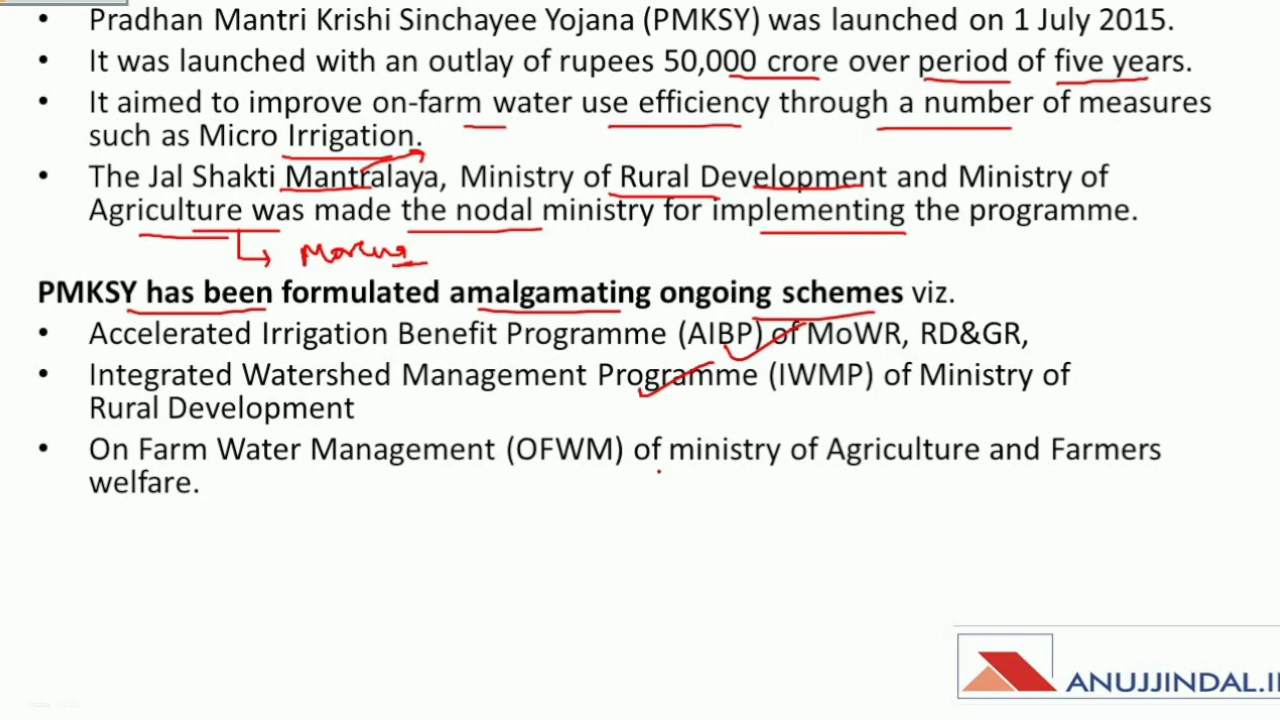 • Pradhan Mantri Krishi Sinchayee Yojana (PMKSY) was launched on 1 July 2015.
• It was launched with an outlay of rupees 50,000 crore over period of five years.
• It aimed to improve on-farm water use efficiency through a number of measures
such as Micro Irrigation.
• The Jal Shakti Mantralaya, Ministry of Rural Development and Ministry of
Agriculture was made the nodal ministry for implementing the programme.
PMKSY has been formulated amalgamating ongoing schemes viz.
• Accelerated Irrigation Benefit Programme (AIBP) of MoWR, RD&GR,
• Integrated Watershed Management Programme (IWMP) of Ministry of
Rural Development
• On Farm Water Management (OFWM) of ministry of Agriculture and Farmers
welfare.
ANUJJINDAL.I